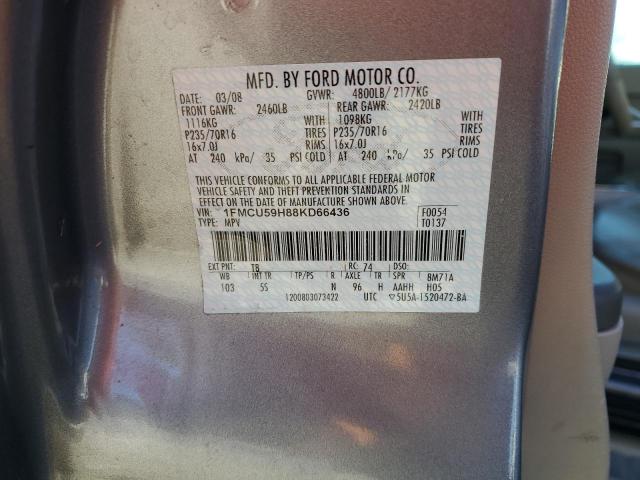 MFD. BY FORD MOTOR CO.
DATE: 03/08 GVWR: 4800LB/ 2177KG
FRONT GAWR: 2460LB REAR GAWR: 2420LB
1116KG WITH 1098KG WITH
P235/70R16 TIRES P235/70R16 TIRES
16x7.0J RIMS 16x7.0J RIMS
AT 240 kPa/ 35 PSI COLD AT 240 kPa/ 35 PSI COLD
THIS VEHICLE CONFORMS TO ALL APPLICABLE FEDERAL MOTOR
VEHICLE SAFETY AND THEFT PREVENTION STANDARDS IN
EFFECT ON THE DATE OF MANUFACTURE SHOWN ABOVE.
VIN: 1FMCU59H88KD66436 F0054
TYPE: MPV T0137
EXT PNT: T8 RC: 74 DSO:
WB INT TR TP/PS R AXLE TR SPR BM71A
103 5S N 96 H AAHH H05
1200803073422 UTC ▽5U5A-1520472-BA